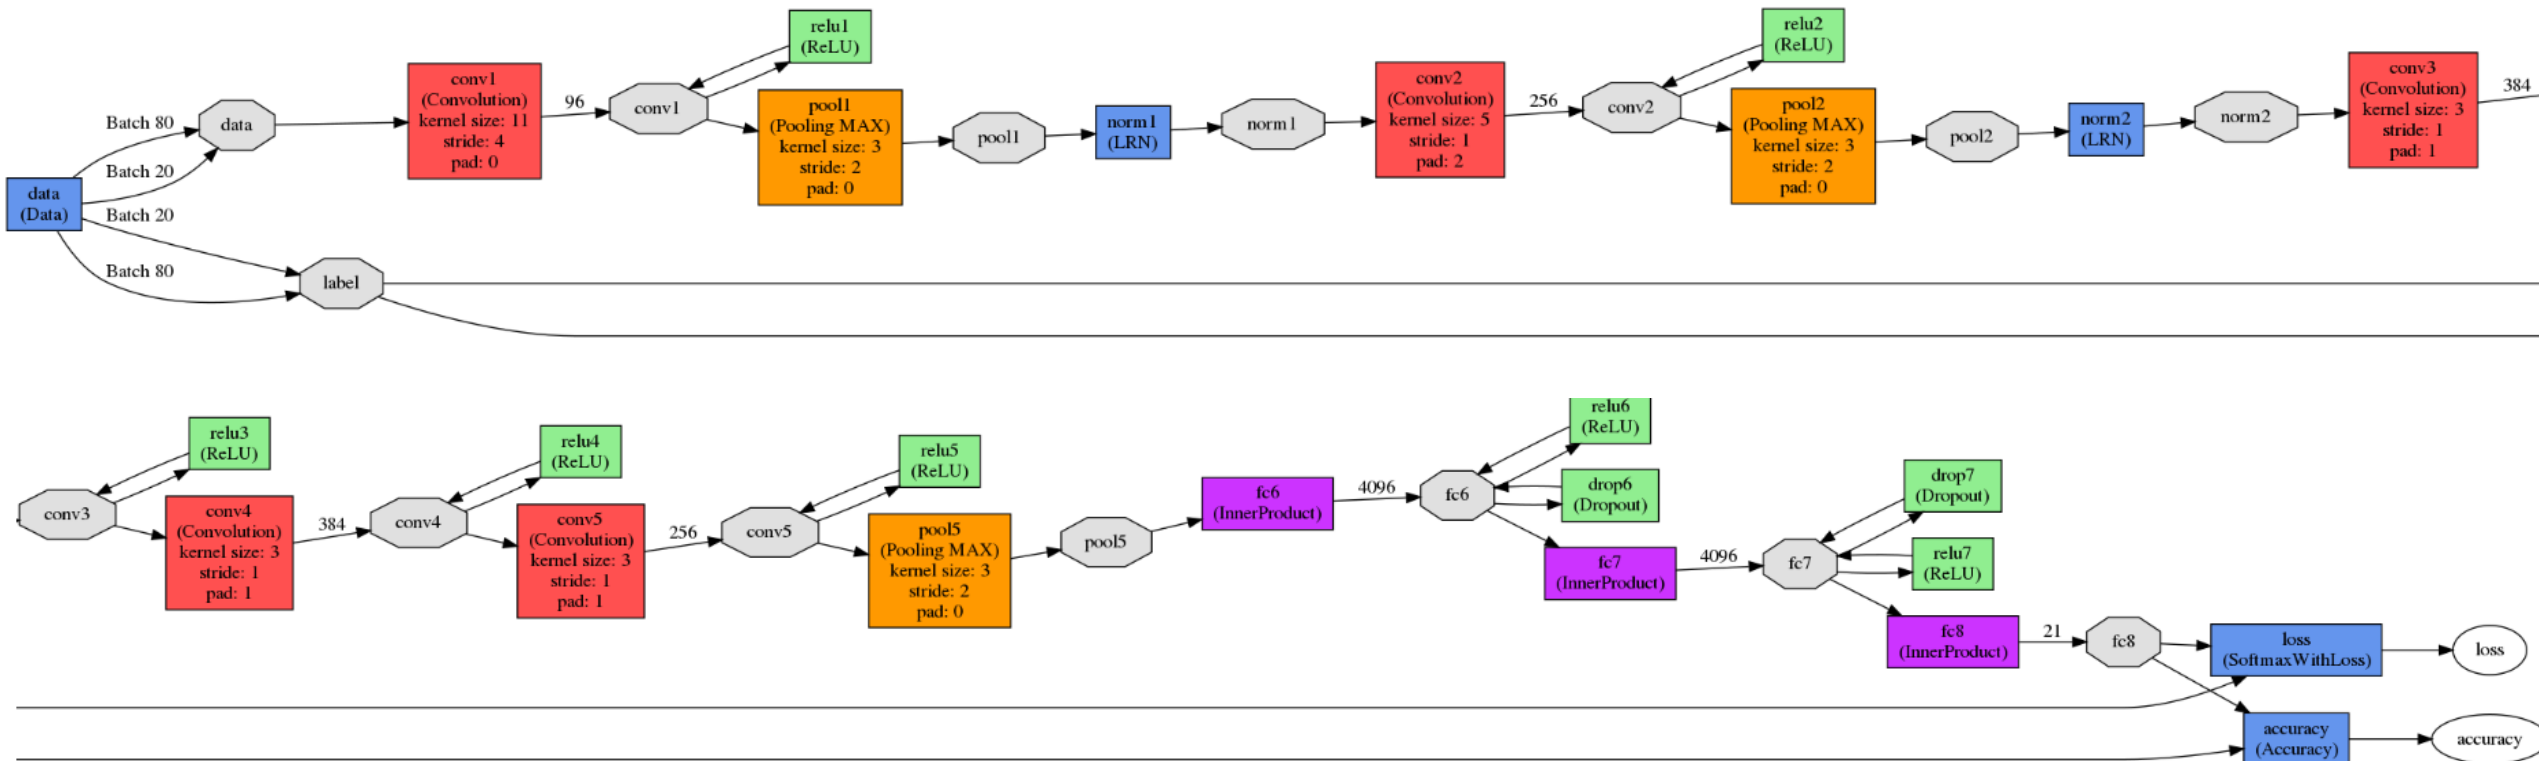 relu1
(ReLU)
relu2
(ReLU)
conv1
(Convolution)
kernel size: 11
stride: 4
pad: 0
96
conv1
pool1
(Pooling MAX)
kernel size: 3
stride: 2
pad: 0
pool1
norm1
(LRN)
norm1
conv2
(Convolution)
kernel size: 5
stride: 1
pad: 2
256
conv2
pool2
(Pooling MAX)
kernel size: 3
stride: 2
pad: 0
pool2
norm2
(LRN)
norm2
conv3
(Convolution)
kernel size: 3
stride: 1
pad: 1
384
Batch 80
data
Batch 20
data
(Data)
Batch 20
Batch 80
label
relu3
(ReLU)
conv3
conv4
(Convolution)
kernel size: 3
stride: 1
pad: 1
384
relu4
(ReLU)
conv4
conv5
(Convolution)
kernel size: 3
stride: 1
pad: 1
256
relu5
(ReLU)
conv5
pool5
(Pooling MAX)
kernel size: 3
stride: 2
pad: 0
pool5
fc6
(InnerProduct)
4096
relu6
(ReLU)
fc6
drop6
(Dropout)
fc7
(InnerProduct)
4096
drop7
(Dropout)
fc7
relu7
(ReLU)
fc8
(InnerProduct)
21
fc8
loss
(SoftmaxWithLoss)
loss
accuracy
(Accuracy)
accuracy